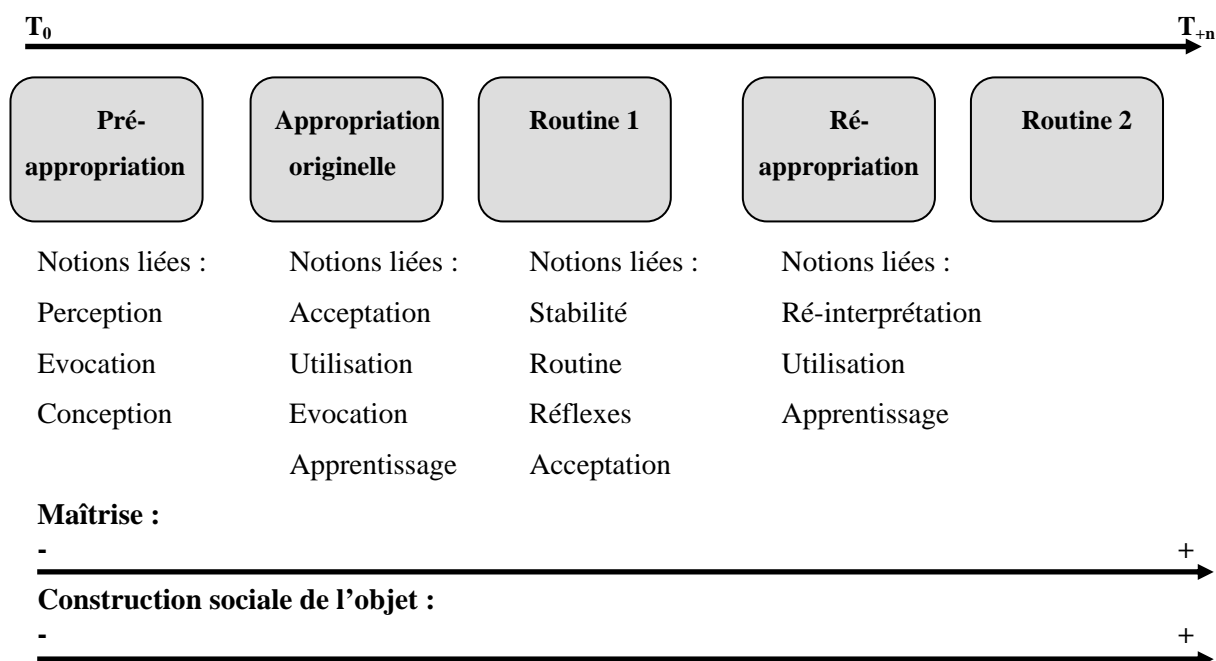 T0 T+n
Pré-
appropriation
Appropriation
originelle
Routine 1
Ré-
appropriation
Routine 2
Notions liées :
Perception
Evocation
Conception
Notions liées :
Acceptation
Utilisation
Evocation
Apprentissage
Notions liées :
Stabilité
Routine
Réflexes
Acceptation
Notions liées :
Ré-interprétation
Utilisation
Apprentissage
Maîtrise :
- +
Construction sociale de l’objet :
- +